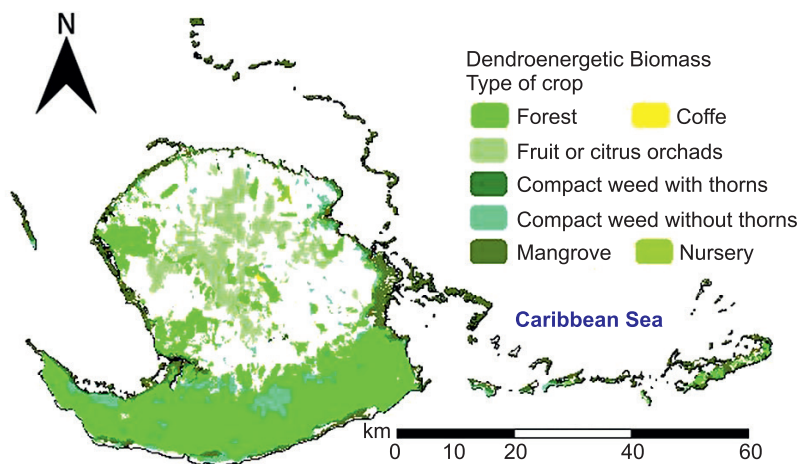 N
Dendroenergetic Biomass
Type of crop
Forest
Coffe
Fruit or citrus orchads
Compact weed with thorns
Compact weed without thorns
Mangrove
Nursery
Caribbean Sea
km
0 10 20 40 60